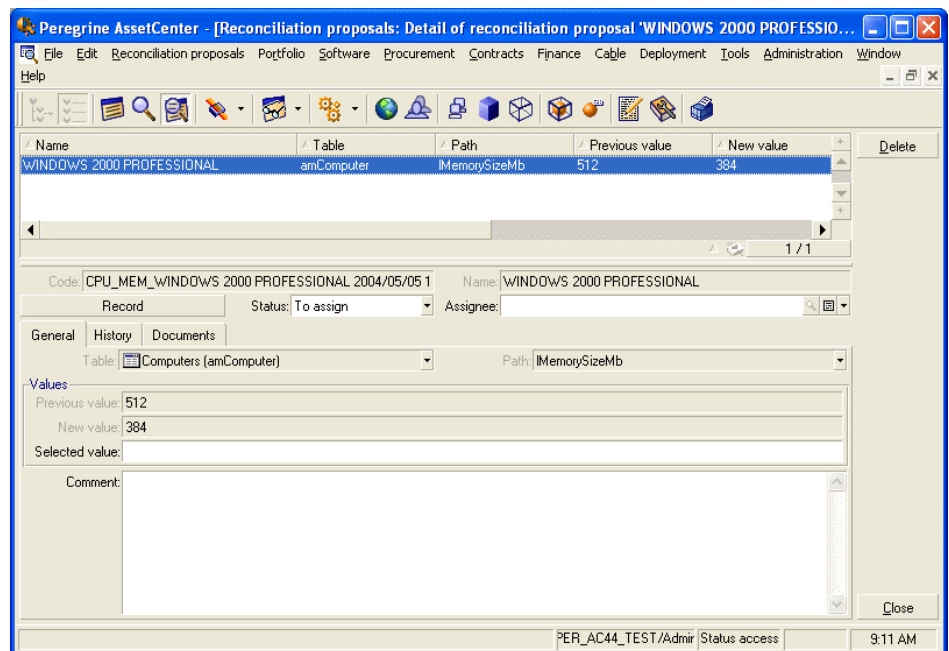 Peregrine AssetCenter - [Reconciliation proposals: Detail of reconciliation proposal 'WINDOWS 2000 PROFESSIO...
File Edit Reconciliation proposals Portfolio Software Procurement Contracts Finance Cable Deployment Tools Administration Window
Help
Name Table Path Previous value New value
WINDOWS 2000 PROFESSIONAL amComputer lMemorySizeMb 512 384
Delete
1 / 1
Code: CPU_MEM_WINDOWS 2000 PROFESSIONAL 2004/05/05 1 Name: WINDOWS 2000 PROFESSIONAL
Record Status: To assign Assignee:
General History Documents
Table: Computers (amComputer) Path: lMemorySizeMb
Values
Previous value: 512
New value: 384
Selected value:
Comment:
Close
PER_AC44_TEST/Admir Status access 9:11 AM